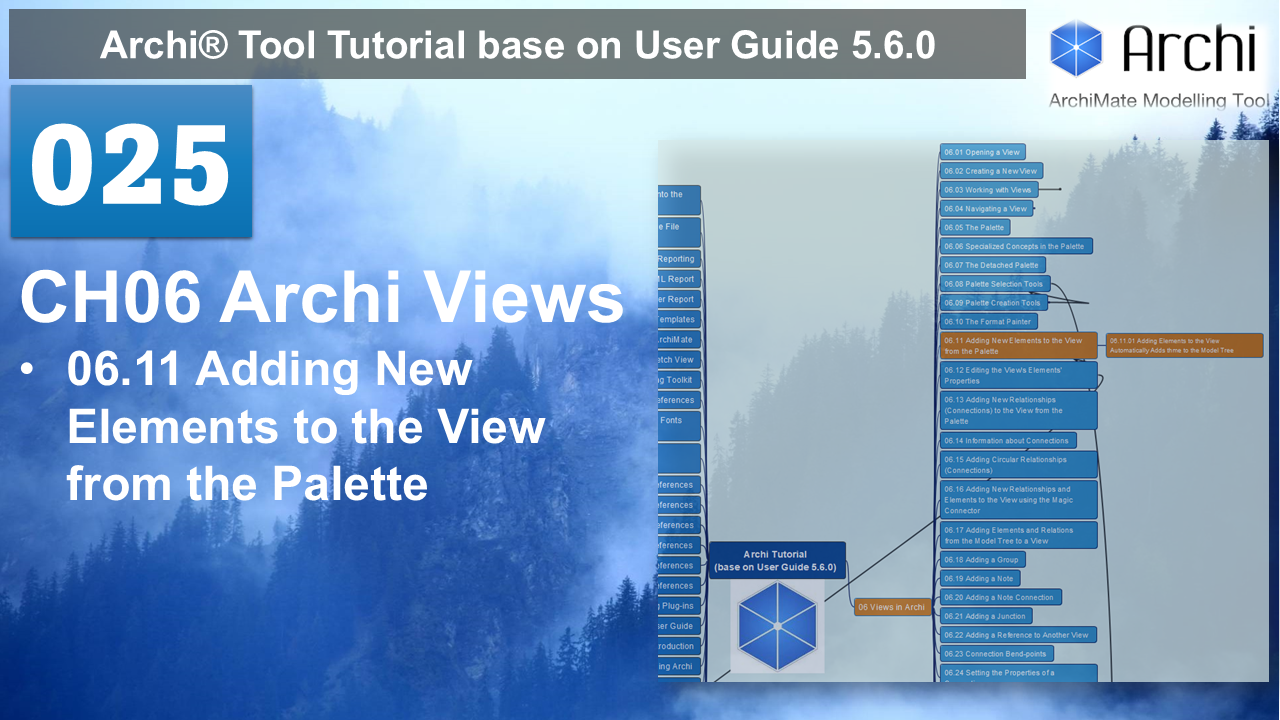 Archi® Tool Tutorial base on User Guide 5.6.0
Archi
ArchiMate Modelling Tool
025
CH06 Archi Views
• 06.11 Adding New
Elements to the View
from the Palette
nto the
e File
Reporting
ML Report
er Report
emplates
rchiMate
etch View
ng Toolkit
eferences
Fonts
eferences
eferences
eferences
eferences
eferences
eferences
g Plug-ins
ser Guide
roduction
ing Archi
Archi Tutorial
(base on User Guide 5.6.0)
06 Views in Archi
06.01 Opening a View
06.02 Creating a New View
06.03 Working with Views
06.04 Navigating a View
06.05 The Palette
06.06 Specialized Concepts in the Palette
06.07 The Detached Palette
06.08 Palette Selection Tools
06.09 Palette Creation Tools
06.10 The Format Painter
06.11 Adding New Elements to the View
from the Palette
06.11.01 Adding Elements to the View
Automatically Adds thme to the Model Tree
06.12 Editing the View's Elements'
Properties
06.13 Adding New Relationships
(Connections) to the View from the
Palette
06.14 Information about Connections
06.15 Adding Circular Relationships
(Connections)
06.16 Adding New Relationships and
Elements to the View using the Magic
Connector
06.17 Adding Elements and Relations
from the Model Tree to a View
06.18 Adding a Group
06.19 Adding a Note
06.20 Adding a Note Connection
06.21 Adding a Junction
06.22 Adding a Reference to Another View
06.23 Connection Bend-points
06.24 Setting the Properties of a